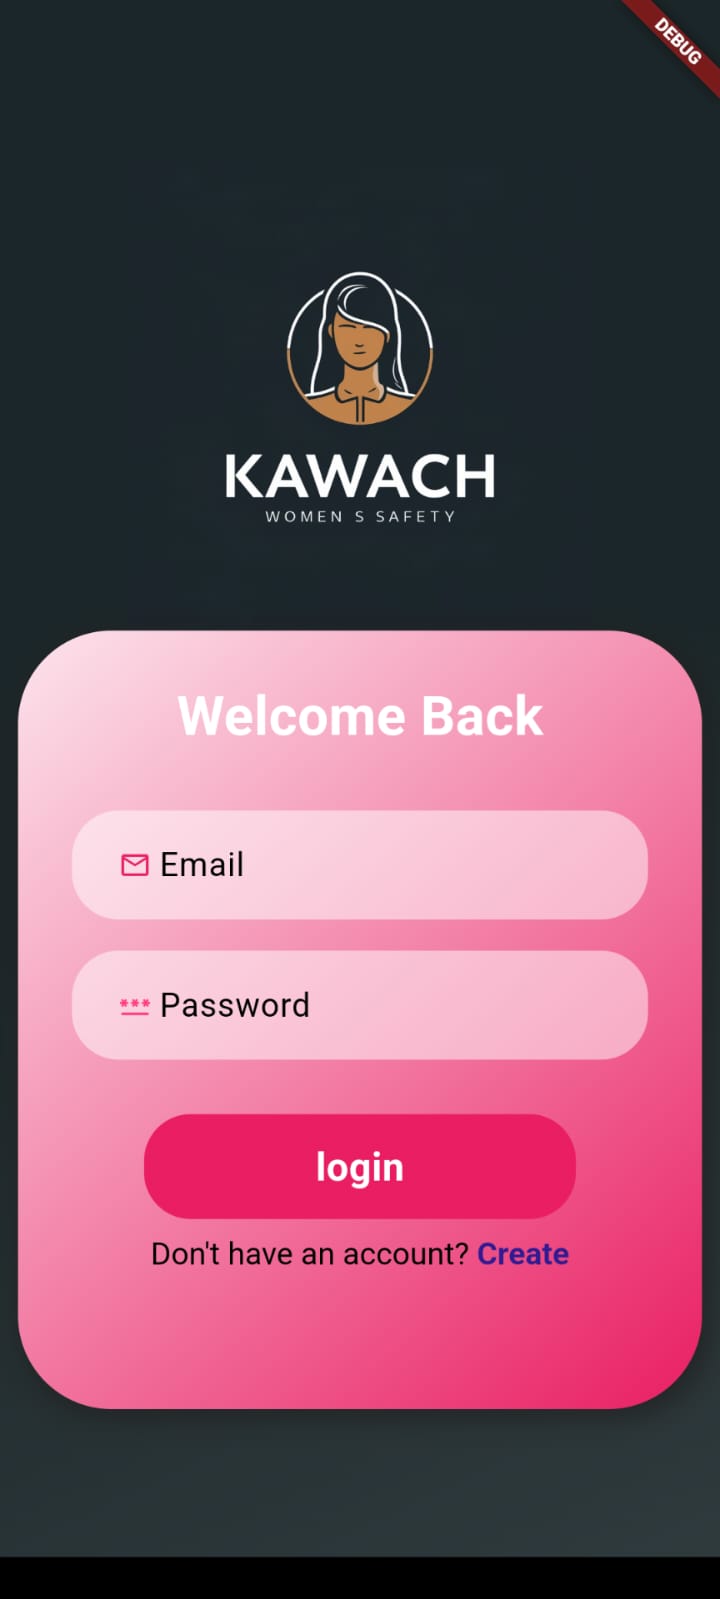 DEBUG
KAWACH
WOMEN S SAFETY
Welcome Back
Email
*** Password
login
Don't have an account? Create